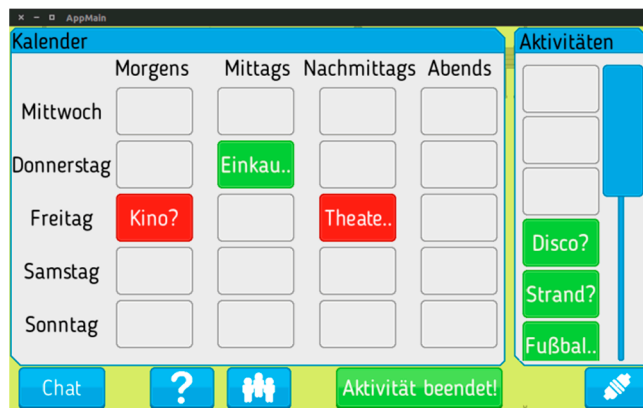 AppMain
Kalender
Aktivitäten
Morgens Mittags Nachmittags Abends
Mittwoch
Donnerstag Einkau..
Freitag Kino? Theate..
Samstag
Sonntag
Disco?
Strand?
Fußbal..
Chat ? Aktivität beendet!